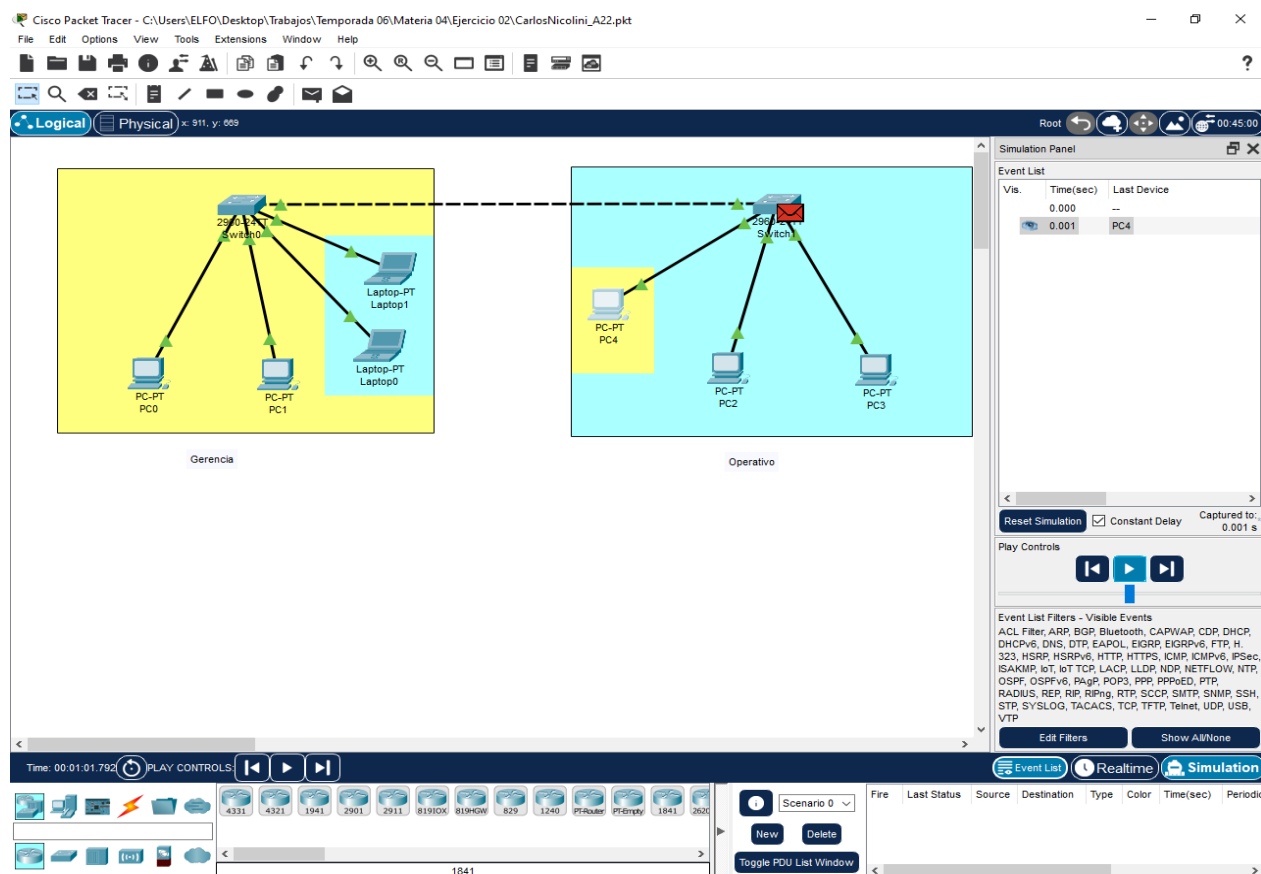 Cisco Packet Tracer - C:\Users\ELFO\Desktop\Trabajos\Temporada 06\Materia 04\Ejercicio 02\CarlosNicolini_A22.pkt
File Edit Options View Tools Extensions Window Help
?
Logical Physical x: 911, y: 669 Root 00:45:00
Simulation Panel
Event List
Vis. Time(sec) Last Device
0.000 --
0.001 PC4
Switch0
Laptop-PT
Laptop1
Laptop-PT
Laptop0
PC-PT
PC0
PC-PT
PC1
Gerencia
PC-PT
PC4
PC-PT
PC2
PC-PT
PC3
Operativo
Reset Simulation Constant Delay Captured to:
0.001 s
Play Controls
Event List Filters - Visible Events
ACL Filter, ARP, BGP, Bluetooth, CAPWAP, CDP, DHCP,
DHCPv6, DNS, DTP, EAPOL, EIGRP, EIGRPv6, FTP, H.
323, HSRP, HSRPv6, HTTP, HTTPS, ICMP, ICMPv6, IPSec,
ISAKMP, IoT, IoT TCP, LACP, LLDP, NDP, NETFLOW, NTP,
OSPF, OSPFv6, PAgP, POP3, PPP, PPPoED, PTP,
RADIUS, REP, RIP, RIPng, RTP, SCCP, SMTP, SNMP, SSH,
STP, SYSLOG, TACACS, TCP, TFTP, Telnet, UDP, USB,
VTP
Edit Filters Show All/None
Time: 00:01:01.792 PLAY CONTROLS: Event List Realtime Simulation
4331 4321 1941 2901 2911 819IOX 819HGW 829 1240 PT-Router PT-Empty 1841
1841
Scenario 0
New Delete
Toggle PDU List Window
Fire Last Status Source Destination Type Color Time(sec) Periodic